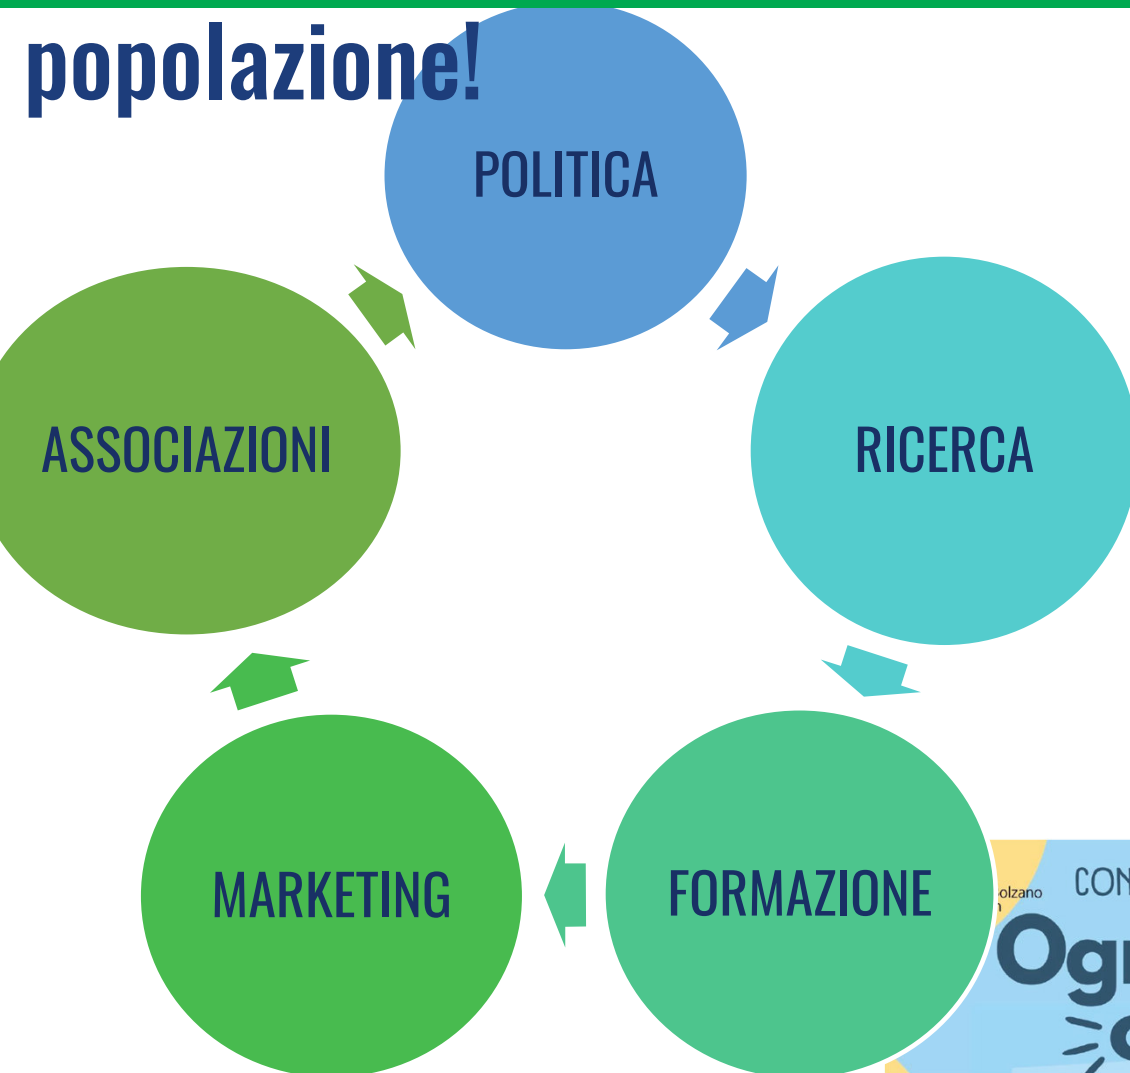 popolazione!
POLITICA
ASSOCIAZIONI
RICERCA
MARKETING
FORMAZIONE